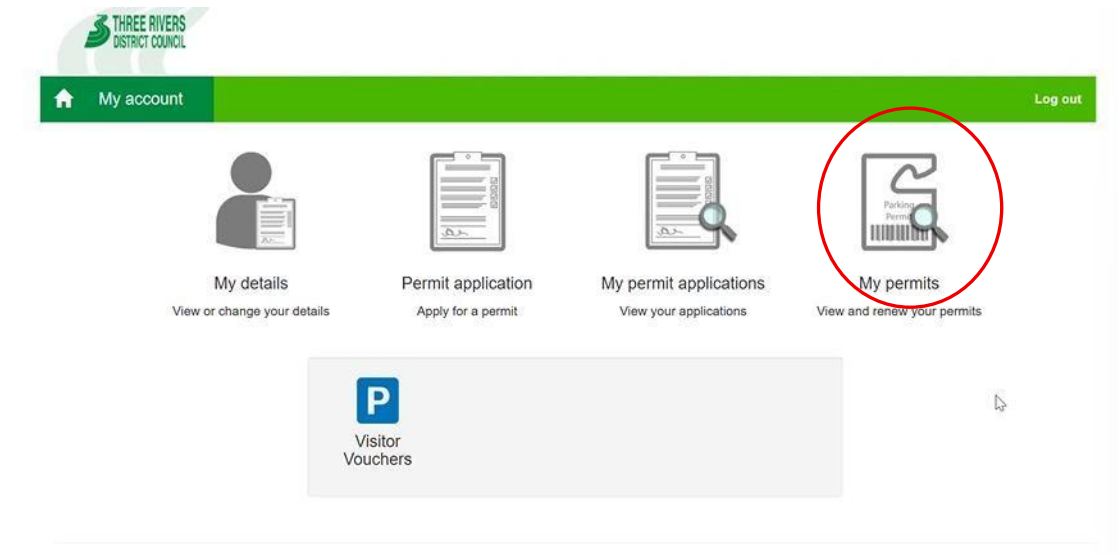 THREE RIVERS
DISTRICT COUNCIL
My account
Log out
Parking
Permit
My details
Permit application
My permit applications
My permits
View or change your details
Apply for a permit
View your applications
View and renew your permits
P
Visitor
Vouchers